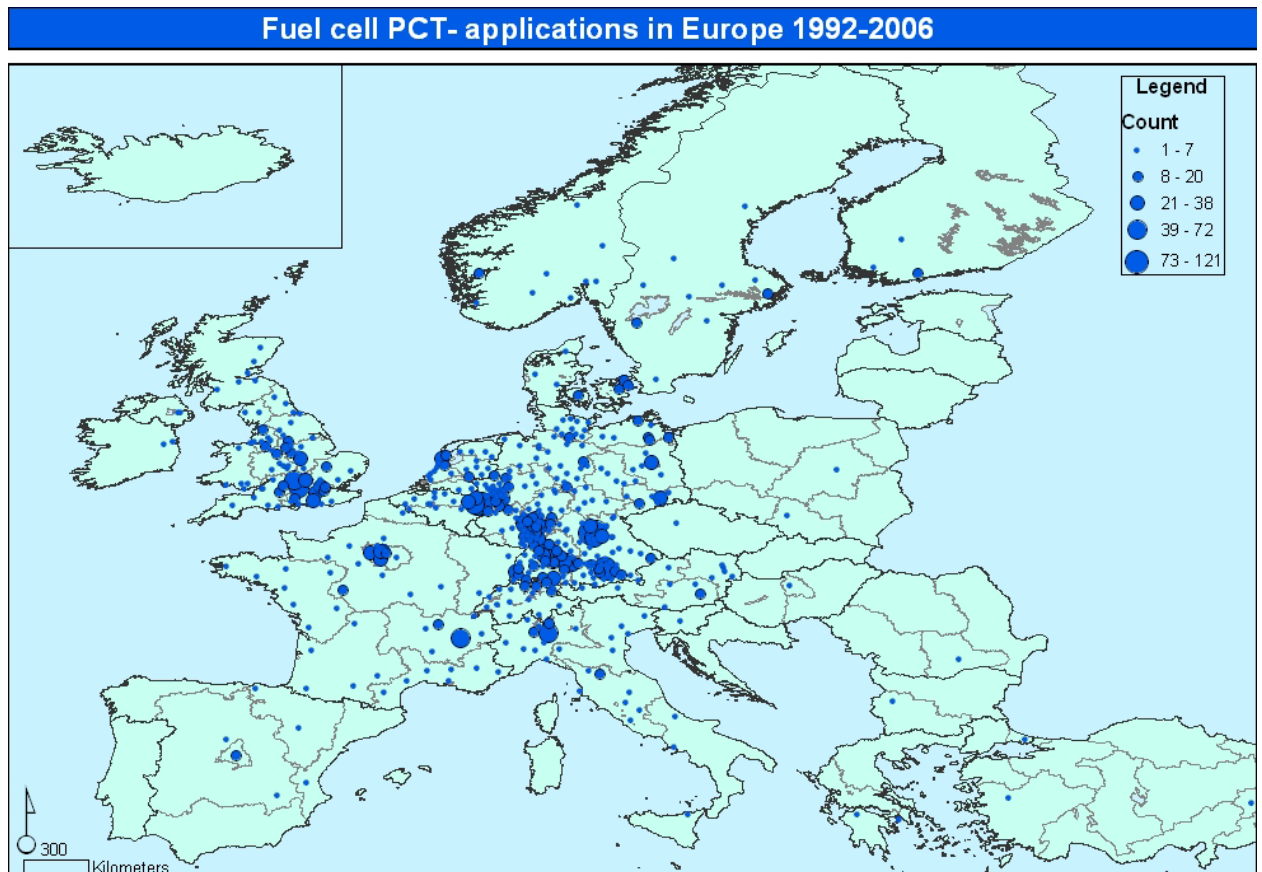 Fuel cell PCT- applications in Europe 1992-2006
Legend
Count
1 - 7
8 - 20
21 - 38
39 - 72
73 - 121
300
Kilometers